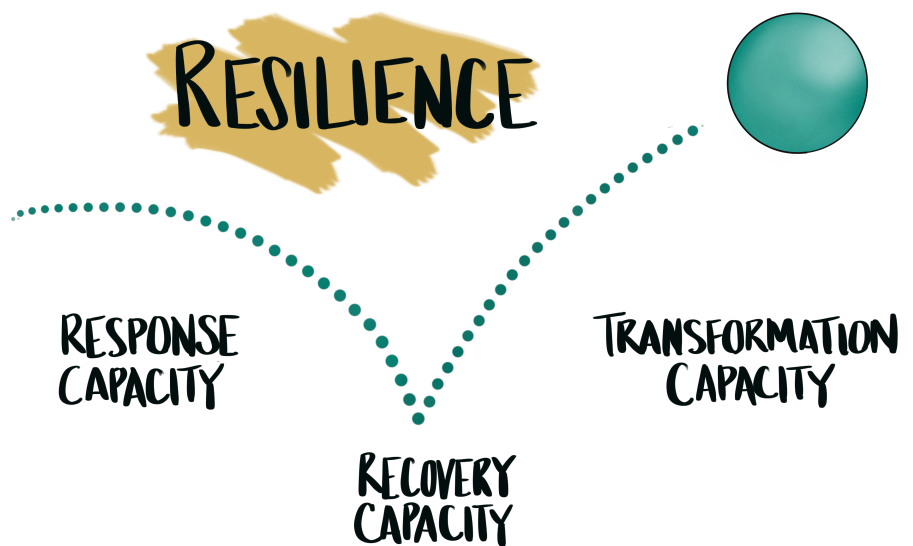 RESILIENCE
RESPONSE
CAPACITY
TRANSFORMATION
CAPACITY
RECOVERY
CAPACITY